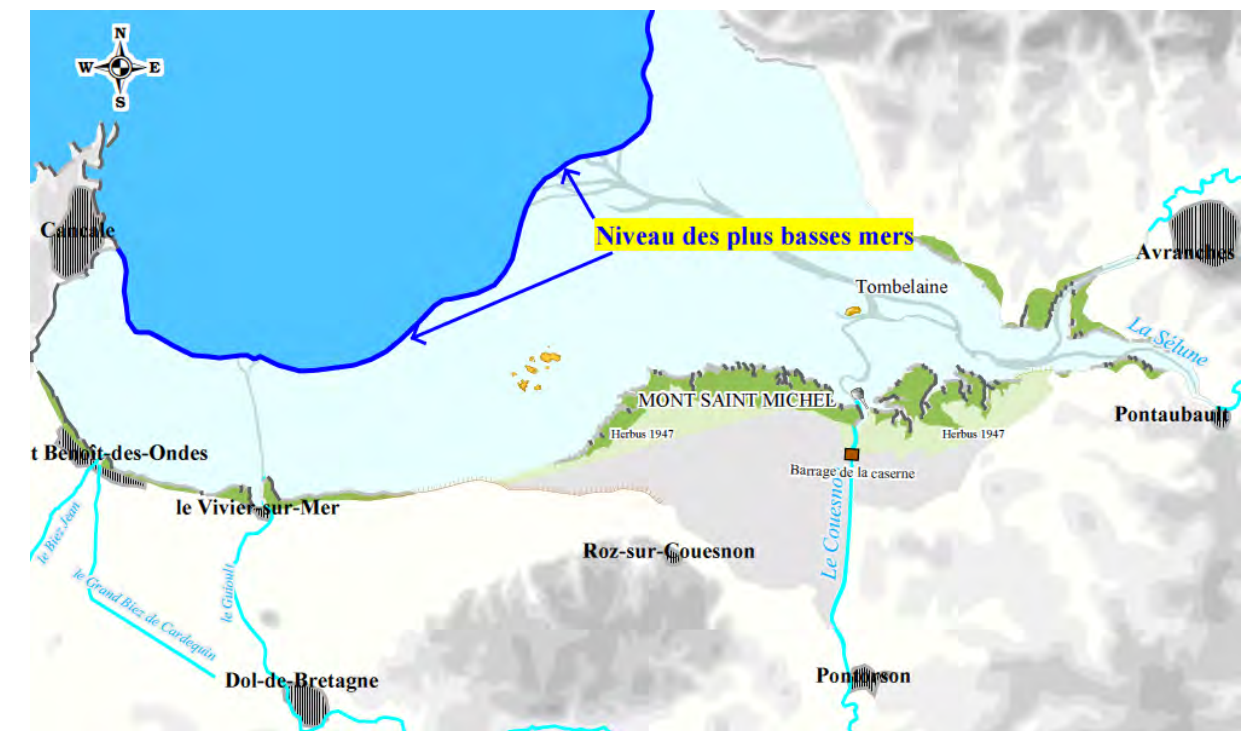 N
W E
S
Cancale
Niveau des plus basses mers
Avranches
Tombelaine
La Sélune
MONT SAINT MICHEL
Pontaubault
Herbus 1947
Herbus 1947
t Benoît-des-Ondes
Barrage de la caserne
le Vivier-sur-Mer
le Biez Jean
Le Couesnon
Roz-sur-Couesnon
le Guioult
le Grand Biez de Cardequin
Dol-de-Bretagne
Pontorson